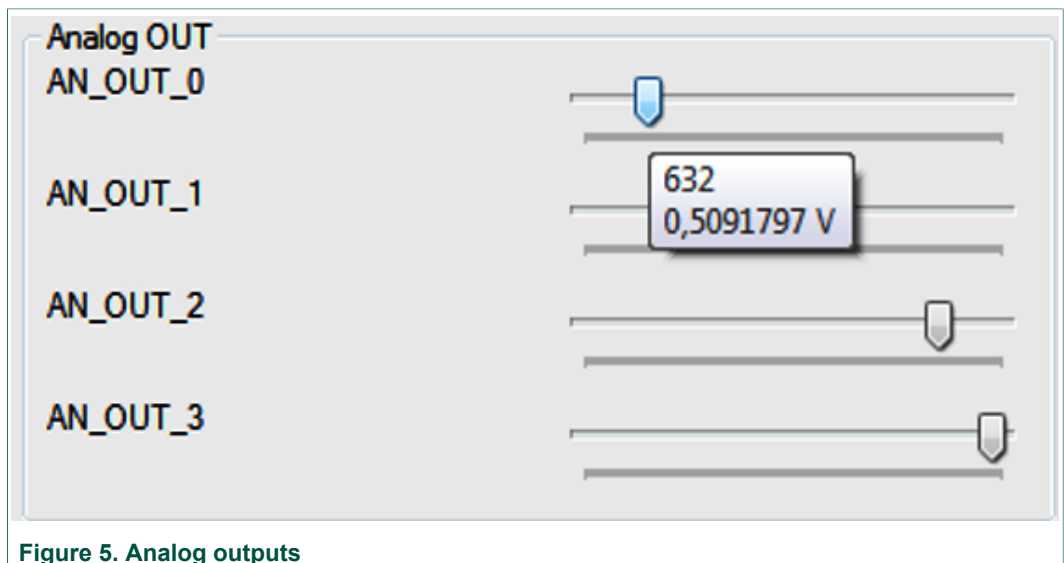 Analog OUT
AN_OUT_0
632
0,5091797 V
AN_OUT_1
AN_OUT_2
AN_OUT_3
Figure 5. Analog outputs